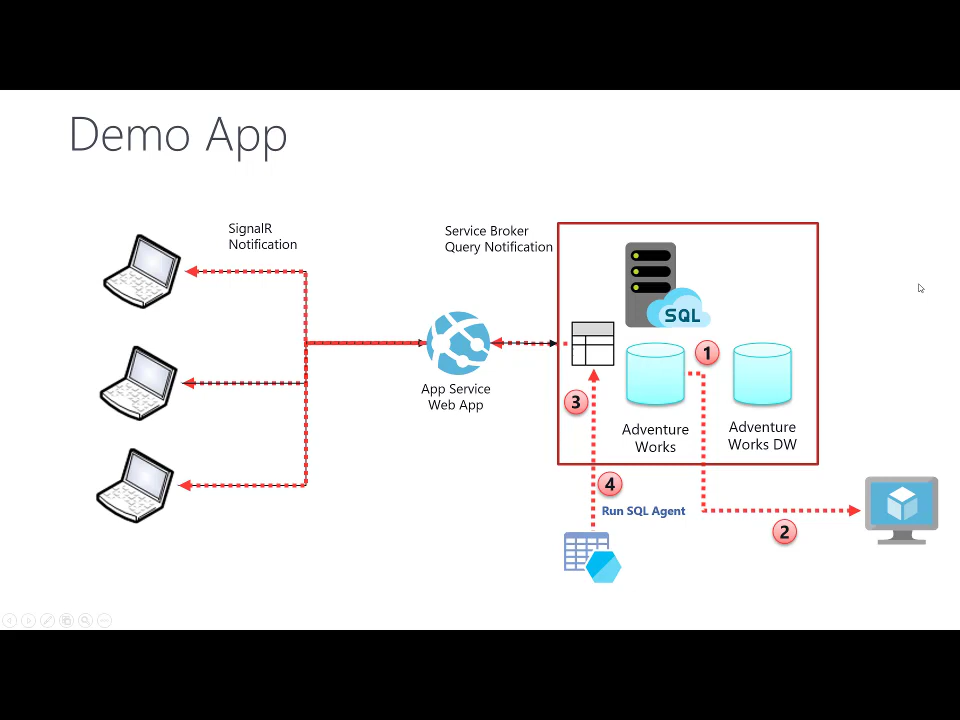 Demo App
SignalR
Notification
Service Broker
Query Notification
SQL
1
App Service
Web App
3
Adventure
Works
Adventure
Works DW
4
Run SQL Agent
2